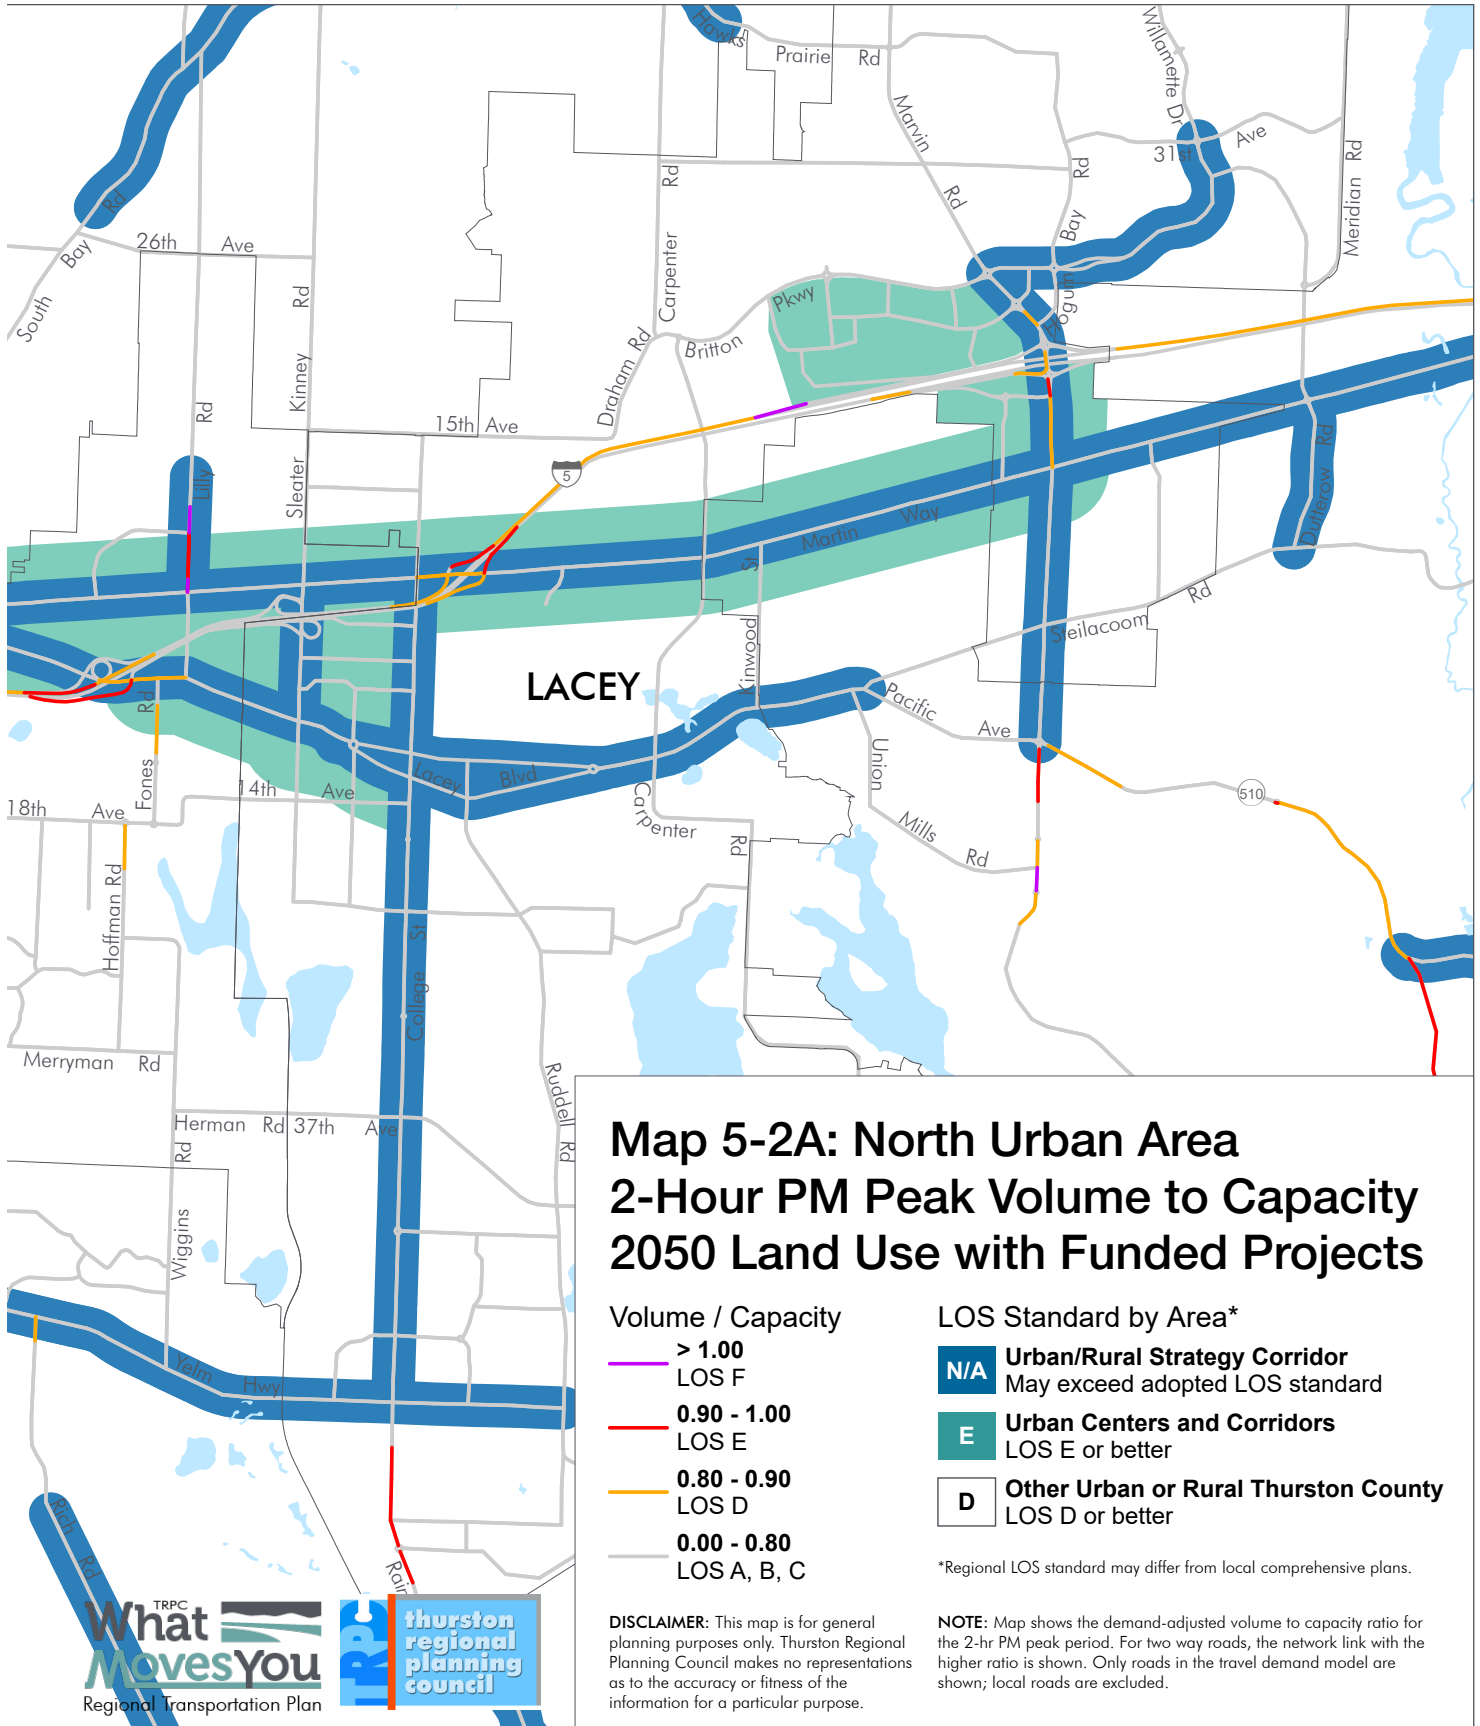 Hawks
Prairie Rd
Willamette Dr
Marvin
Rd
31st
Ave
Rd
Bay
Hogum
Meridian Rd
Rd
Carpenter
Rd
Bay
South
26th Ave
Rd
Kinney
Rd
Lilly
Sleater
15th Ave
Draham Rd
Britton
Pkwy
5
Martin Way
St
Kinwood
Dutterow Rd
Steilacoom
Rd
LACEY
Pacific
Ave
Union
Mills
Rd
510
Rd
Fones
Lacey Blvd
14th Ave
18th Ave
Carpenter
Rd
Hoffman Rd
College St
Merryman Rd
Herman Rd
37th Ave
Rd
Wiggins
Ruddell Rd
Yelm
Hwy
Rich
Rd
Rain
Map 5-2A: North Urban Area
2-Hour PM Peak Volume to Capacity
2050 Land Use with Funded Projects
Volume / Capacity
> 1.00
LOS F
0.90 - 1.00
LOS E
0.80 - 0.90
LOS D
0.00 - 0.80
LOS A, B, C
LOS Standard by Area*
N/A
Urban/Rural Strategy Corridor
May exceed adopted LOS standard
E
Urban Centers and Corridors
LOS E or better
D
Other Urban or Rural Thurston County
LOS D or better
*Regional LOS standard may differ from local comprehensive plans.
DISCLAIMER: This map is for general
planning purposes only. Thurston Regional
Planning Council makes no representations
as to the accuracy or fitness of the
information for a particular purpose.
NOTE: Map shows the demand-adjusted volume to capacity ratio for
the 2-hr PM peak period. For two way roads, the network link with the
higher ratio is shown. Only roads in the travel demand model are
shown; local roads are excluded.
TRPC
What
MovesYou
Regional Transportation Plan
TRPC
thurston
regional
planning
council